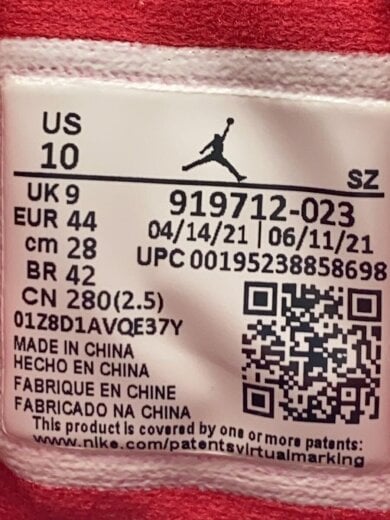 US
10
SZ
UK 9
EUR 44
cm 28
BR 42
CN 280(2.5)
919712-023
04/14/21 | 06/11/21
UPC 00195238858698
01Z8D1AVQE37Y
MADE IN CHINA
HECHO EN CHINA
FABRIQUE EN CHINE
FABRICADO NA CHINA
This product is covered by one or more patents:
www.nike.com/patentsvirtualmarking